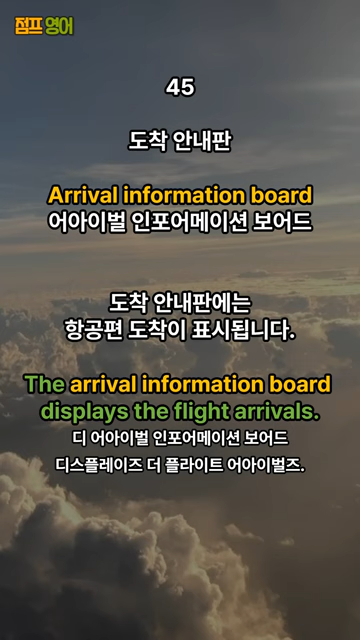 점프 영어
45
도착 안내판
Arrival information board
어아이벌 인포어메이션 보어드
도착 안내판에는
항공편 도착이 표시됩니다.
The arrival information board
displays the flight arrivals.
디 어아이벌 인포어메이션 보어드
디스플레이즈 더 플라이트 어아이벌즈.